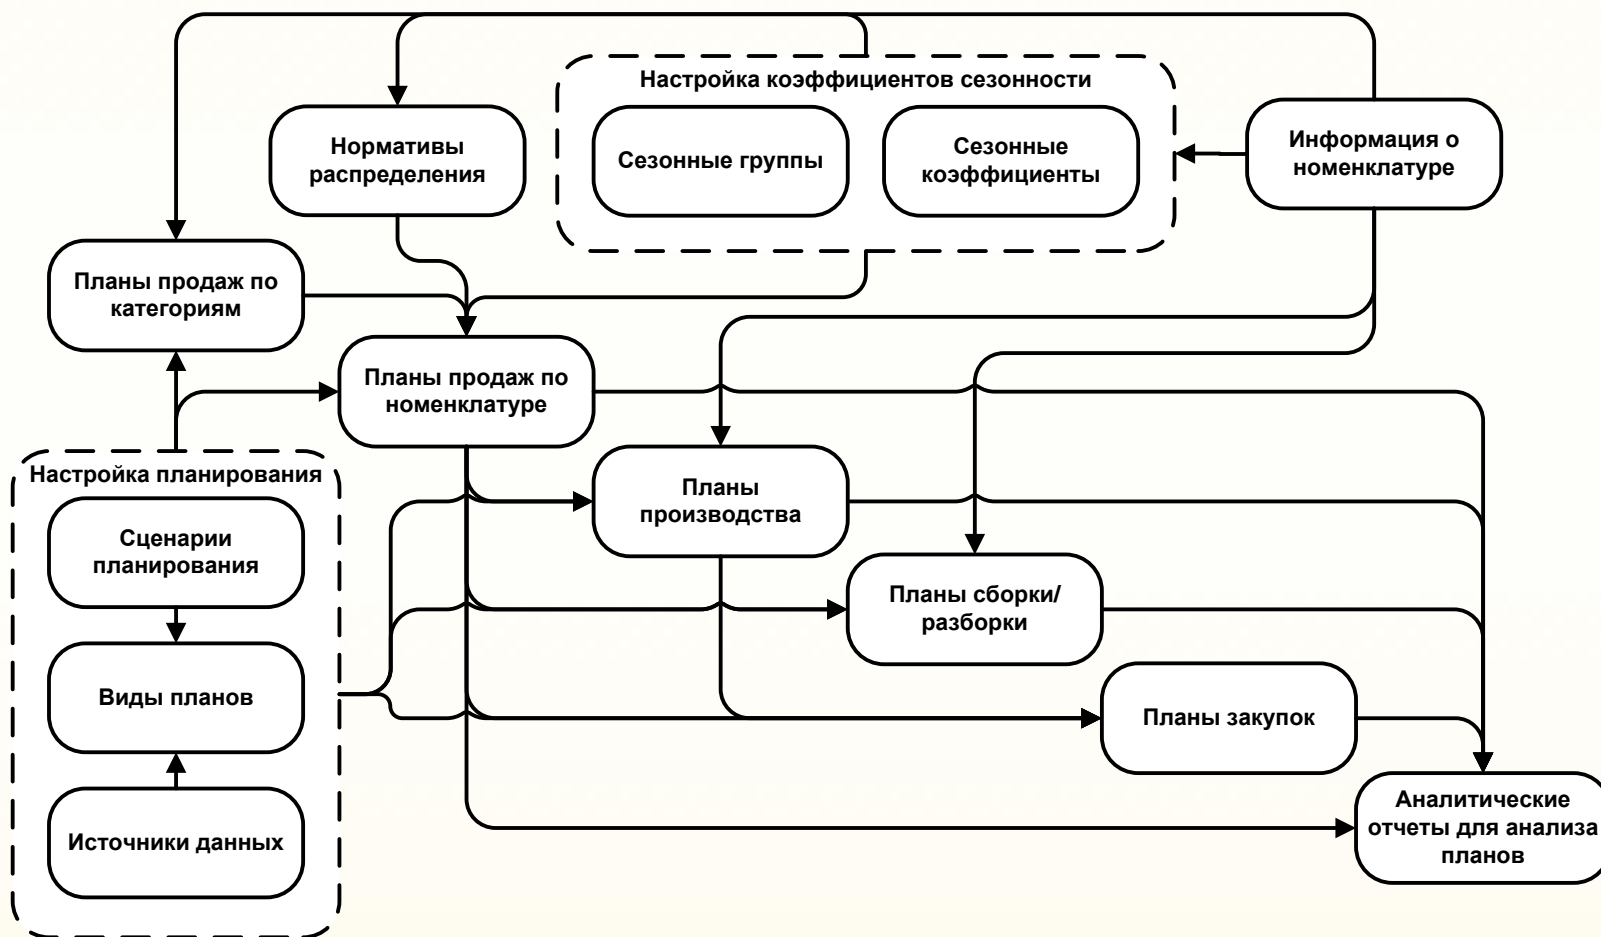 Настройка коэффициентов сезонности
Нормативы
распределения
Сезонные группы
Сезонные
коэффициенты
Информация о
номенклатуре
Планы продаж по
категориям
Планы продаж по
номенклатуре
Настройка планирования
Сценарии
планирования
Виды планов
Источники данных
Планы
производства
Планы сборки/
разборки
Планы закупок
Аналитические
отчеты для анализа
планов